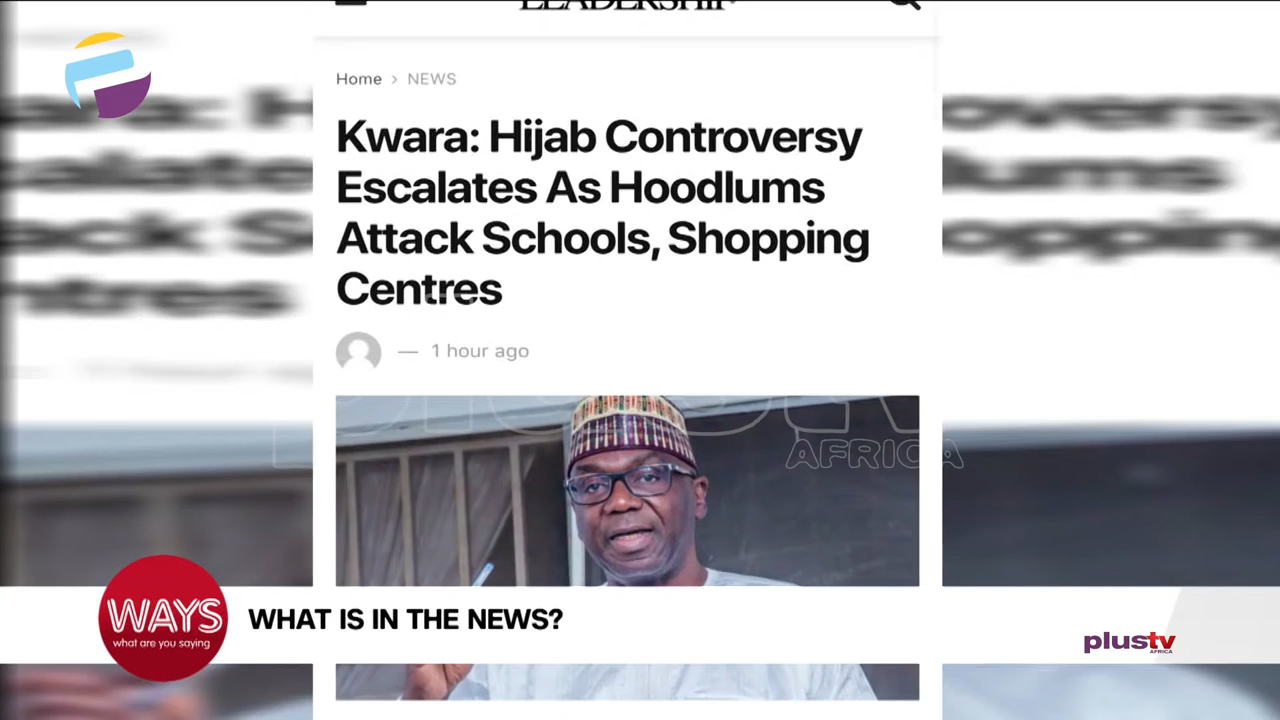 LEADERSHIP
Home > NEWS
Kwara: Hijab Controversy
Escalates As Hoodlums
Attack Schools, Shopping
Centres
— 1 hour ago
AFRICA
WAYS
what are you saying
WHAT IS IN THE NEWS?
plustv
AFRICA